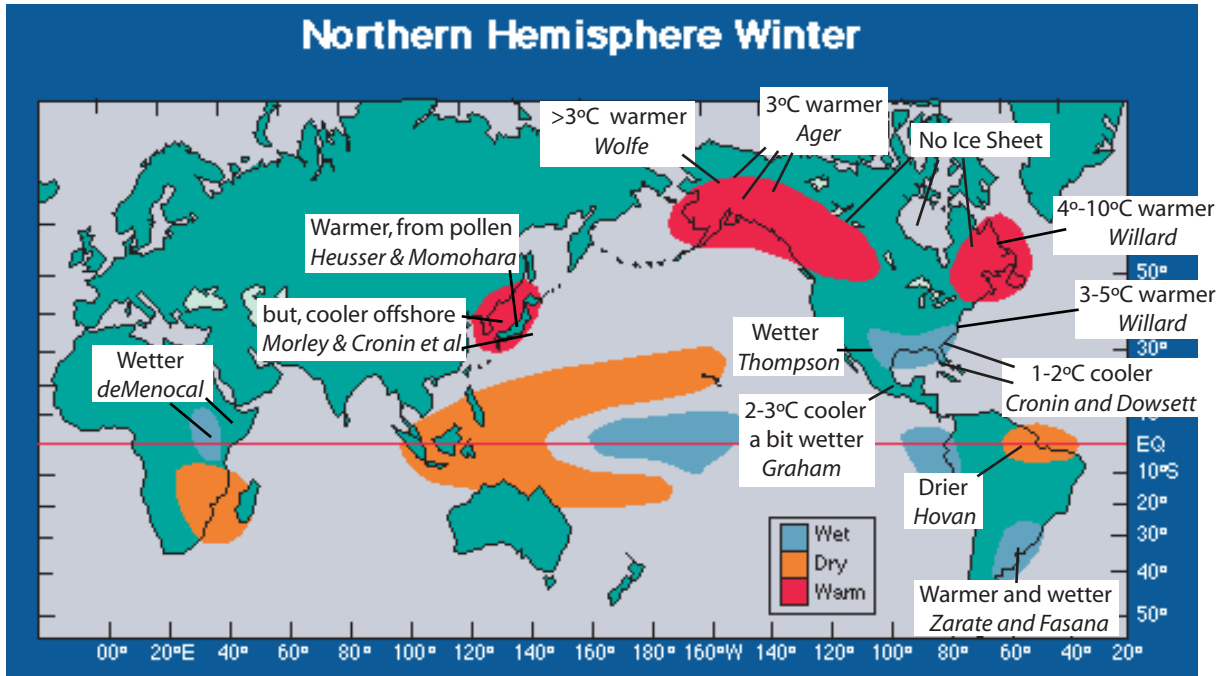 Northern Hemisphere Winter
>3ºC warmer
Wolfe
3ºC warmer
Ager
No Ice Sheet
4º-10ºC warmer
Willard
Warmer, from pollen
Heusser & Momohara
but, cooler offshore
Morley & Cronin et al.
3-5ºC warmer
Willard
Wetter
Thompson
Wetter
deMenocal
1-2ºC cooler
Cronin and Dowsett
2-3ºC cooler
a bit wetter
Graham
Drier
Hovan
Warmer and wetter
Zarate and Fasana
Wet
Dry
Warm
50º
30º
EQ
10ºS
20º
30º
40º
50º
00º 20ºE 40º 60º 80º 100º 120º 140º 160º 180º 160ºW 140º 120º 100º 80º 60º 40º 20º